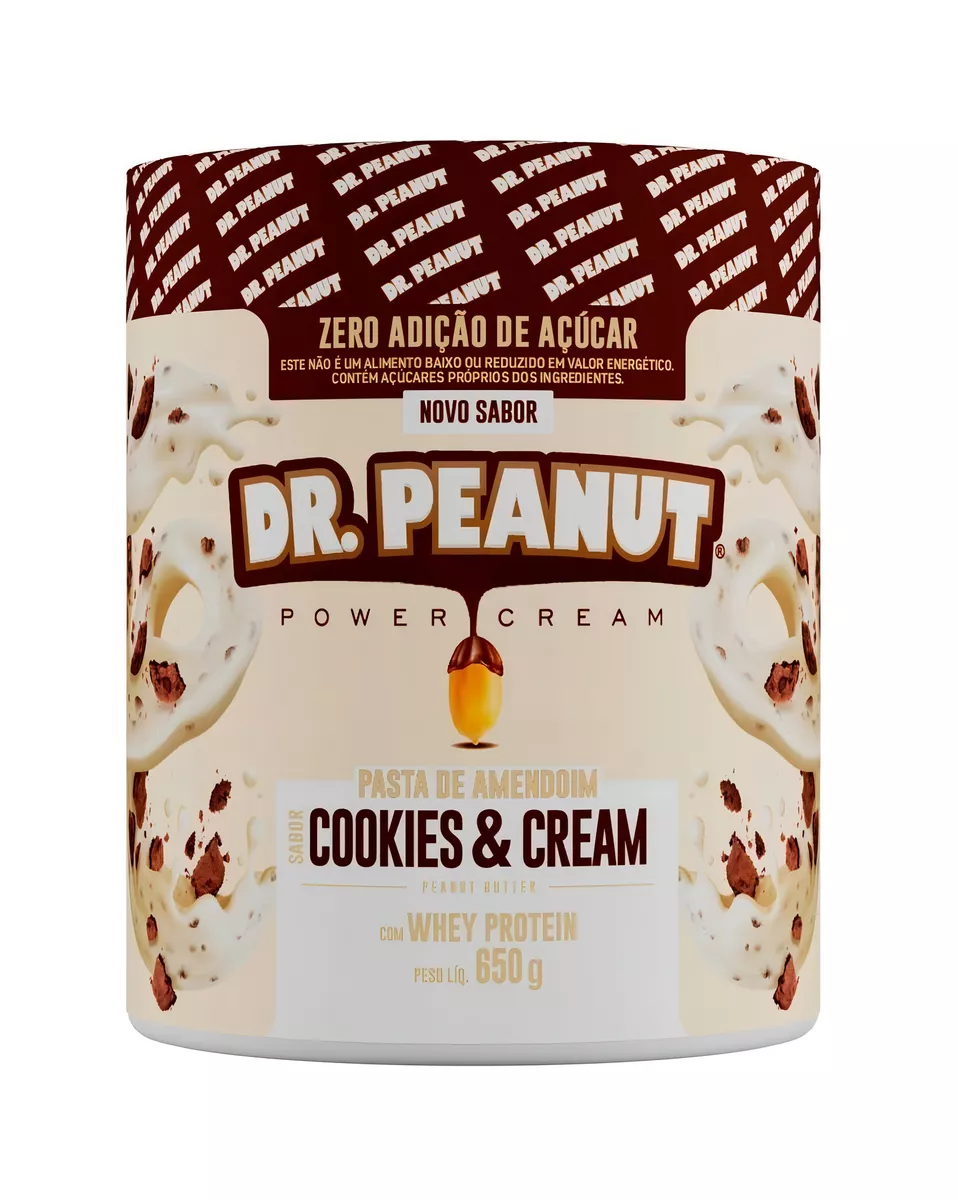 DR. PEANUT
ZERO ADIÇÃO DE AÇÚCAR
ESTE NÃO É UM ALIMENTO BAIXO OU REDUZIDO EM VALOR ENERGÉTICO.
CONTÉM AÇÚCARES PRÓPRIOS DOS INGREDIENTES.
NOVO SABOR
DR. PEANUT®
POWER CREAM
PASTA DE AMENDOIM
SABOR
COOKIES & CREAM
PEANUT BUTTER
COM WHEY PROTEIN
PESO LÍQ. 650 g